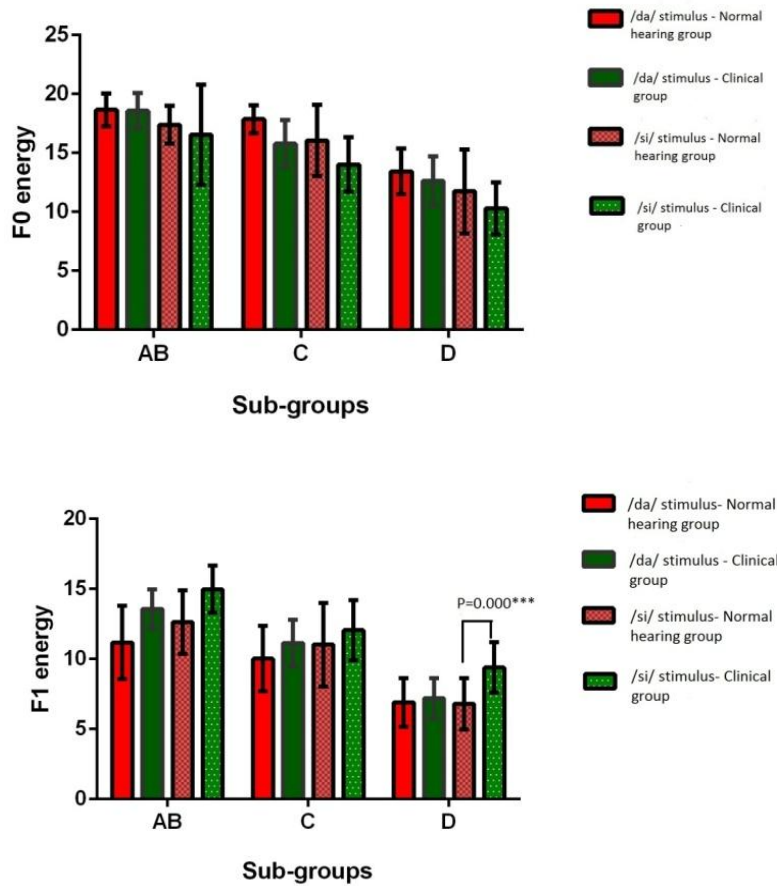 /da/ stimulus - Normal
hearing group
/da/ stimulus - Clinical
group
/si/ stimulus - Normal
hearing group
/si/ stimulus - Clinical
group
25
20
15
10
5
0
F0 energy
AB C D
Sub-groups
/da/ stimulus- Normal
hearing group
/da/ stimulus - Clinical
group
/si/ stimulus- Normal
hearing group
/si/ stimulus- Clinical
group
20
15
10
5
0
F1 energy
P=0.000***
AB C D
Sub-groups